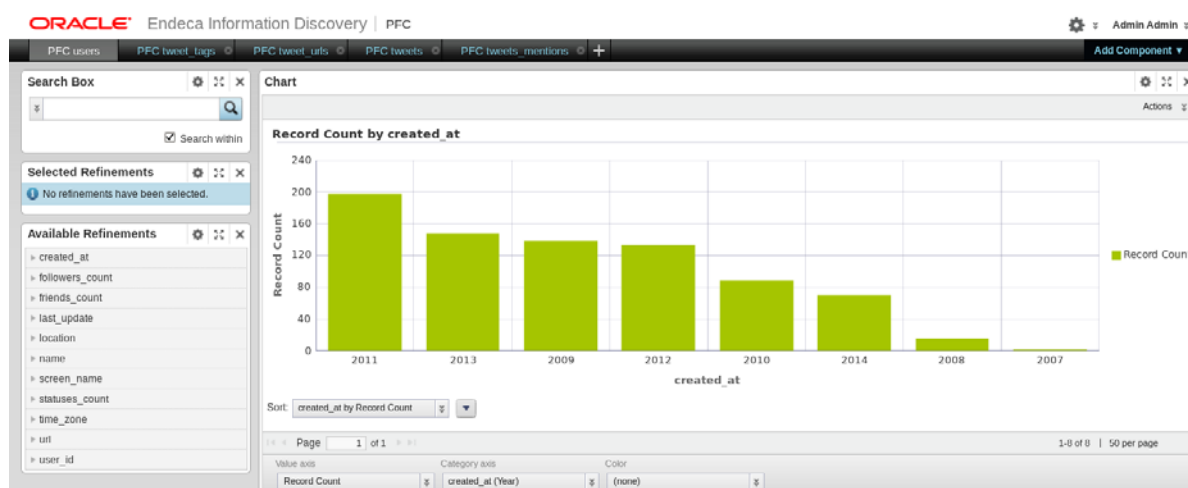 ORACLE Endeca Information Discovery | PFC
Admin Admin
PFC users PFC tweet_tags PFC tweet_urls PFC tweets PFC tweets_mentions +
Add Component
Search Box
Search within
Selected Refinements
No refinements have been selected.
Available Refinements
created_at
followers_count
friends_count
last_update
location
name
screen_name
statuses_count
time_zone
url
user_id
Chart
Actions
Record Count by created_at
240
200
160
120
80
40
0
Record Count
2011 2013 2009 2012 2010 2014 2008 2007
created_at
Record Coun
Sort: created_at by Record Count
Page 1 of 1
1-8 of 8 | 50 per page
Value axis Category axis Color
Record Count created_at (Year) (none)